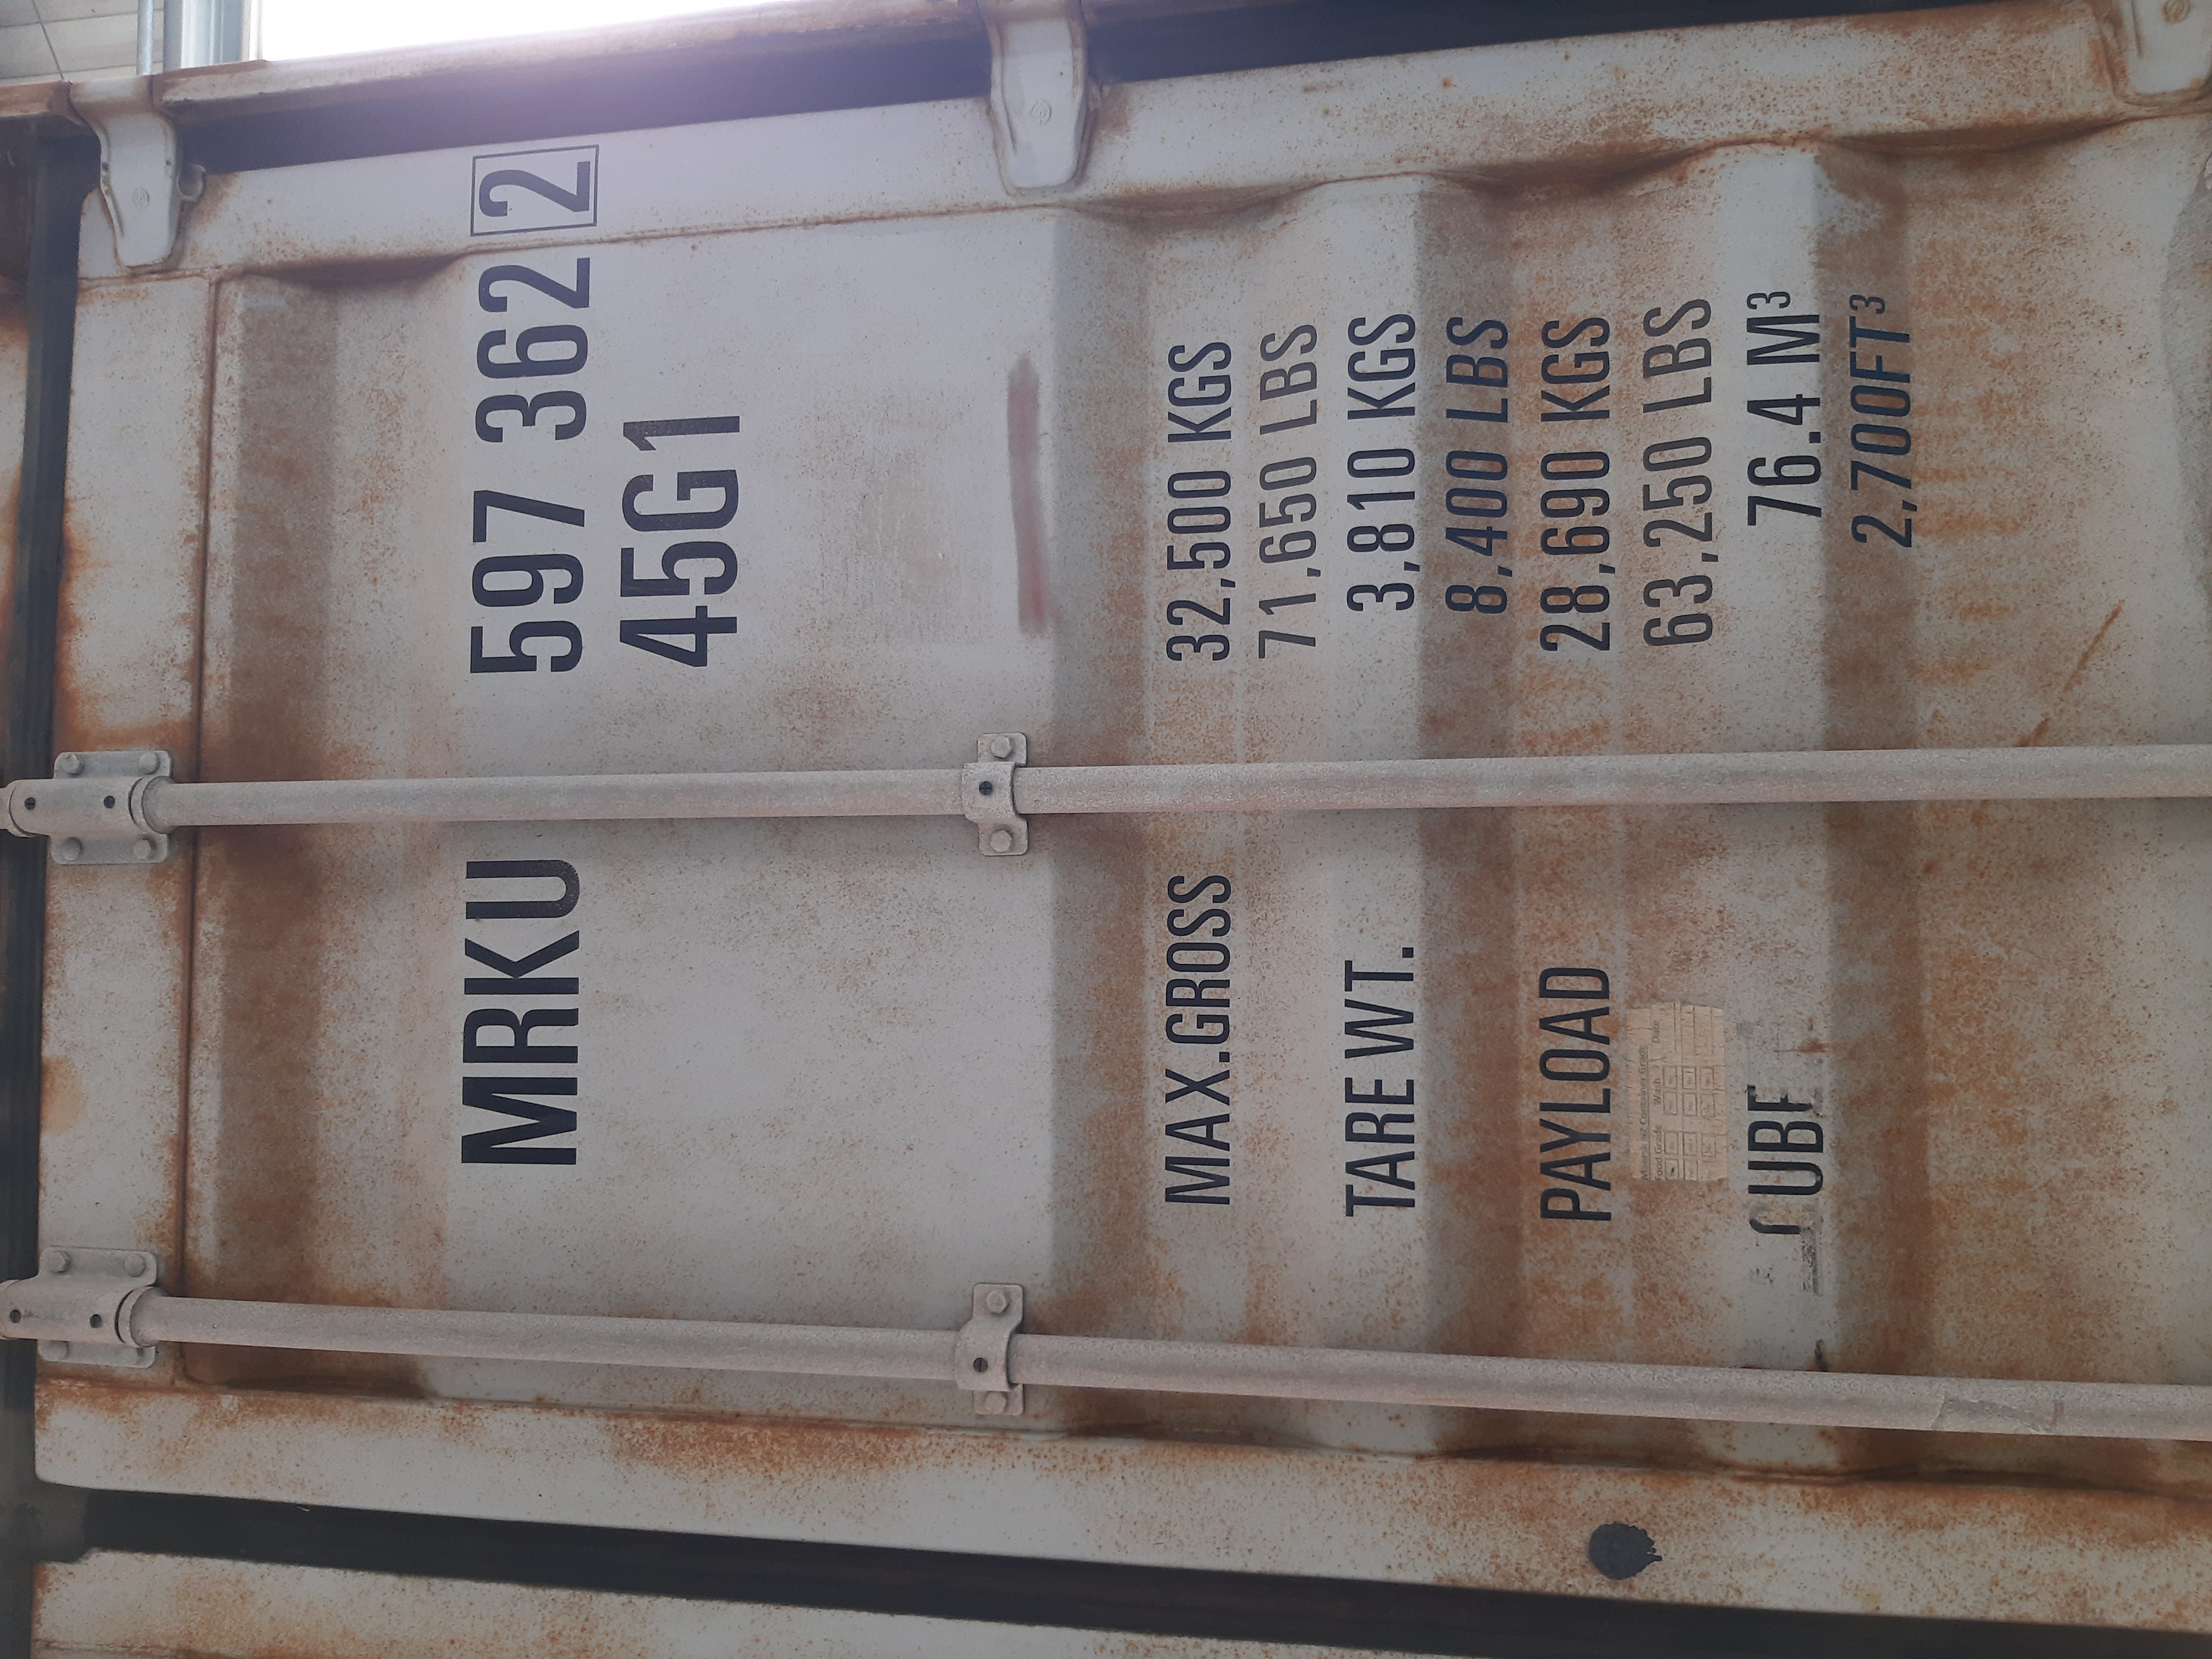 MRKU 597 362 2
45G1
MAX.GROSS 32,500 KGS
71,650 LBS
TARE WT. 3,810 KGS
8,400 LBS
PAYLOAD 28,690 KGS
63,250 LBS
CUBE 76.4 M³
2,700FT³